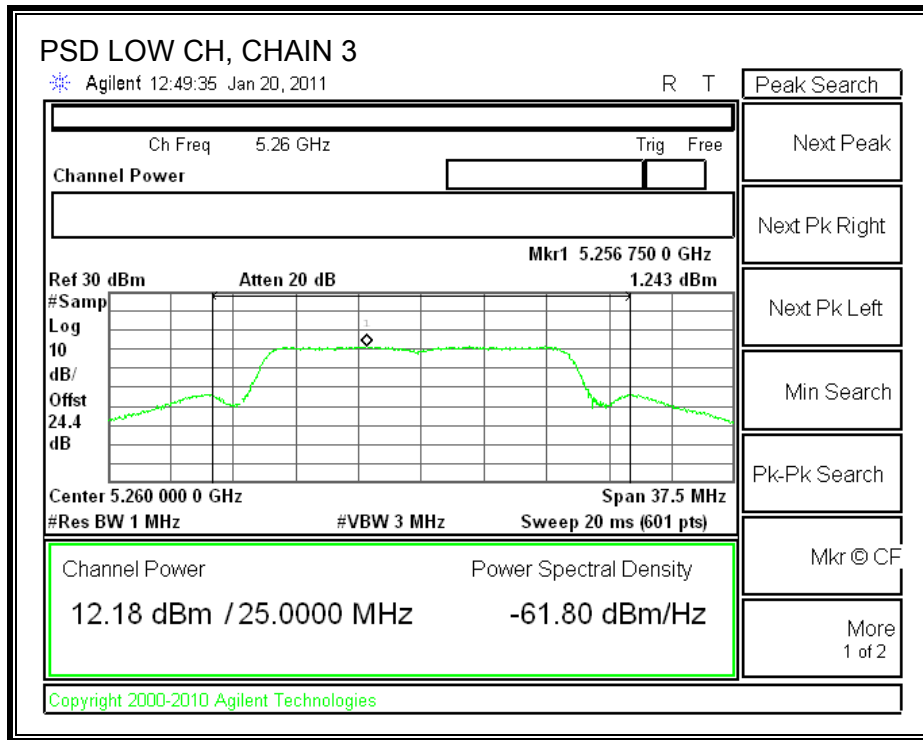 PSD LOW CH, CHAIN 3
Agilent 12:49:35 Jan 20, 2011 R T
Peak Search
Ch Freq 5.26 GHz Trig Free
Channel Power
Next Peak
Next Pk Right
Mkr1 5.256 750 0 GHz
Ref 30 dBm Atten 20 dB 1.243 dBm
#Samp
Log
10
dB/
Offst
24.4
dB
1
Next Pk Left
Min Search
Pk-Pk Search
Center 5.260 000 0 GHz Span 37.5 MHz
#Res BW 1 MHz #VBW 3 MHz Sweep 20 ms (601 pts)
Channel Power Power Spectral Density
12.18 dBm / 25.0000 MHz -61.80 dBm/Hz
Mkr © CF
More
1 of 2
Copyright 2000-2010 Agilent Technologies